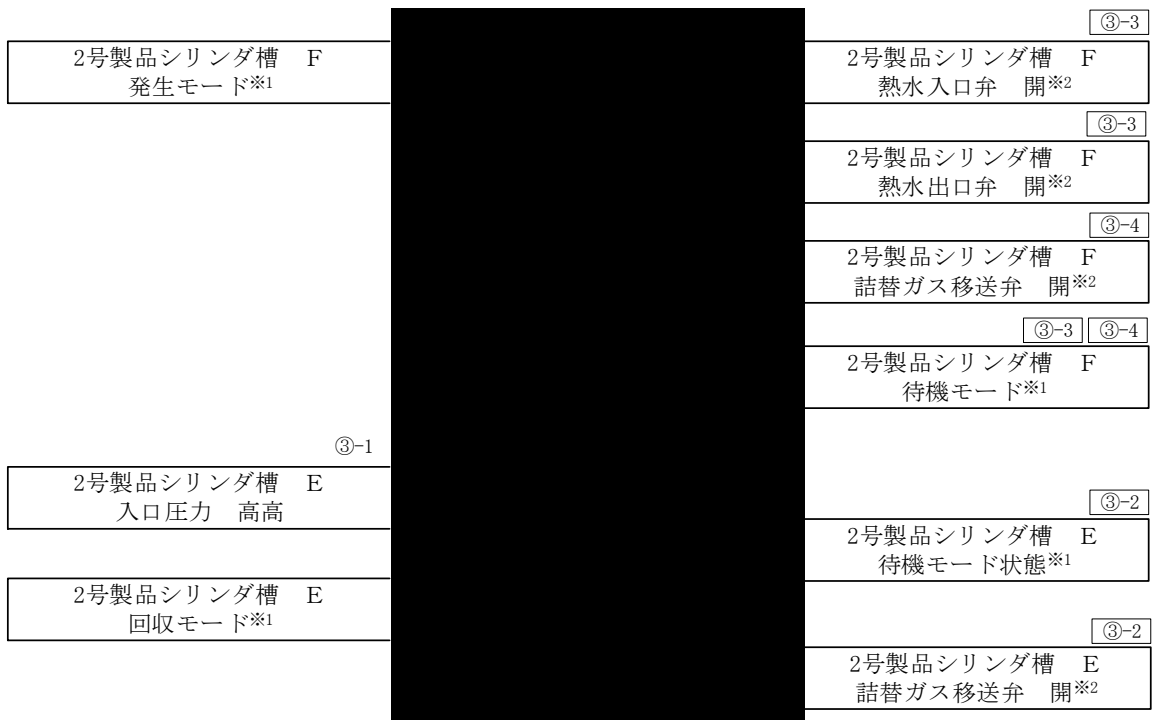 2号製品シリンダ槽　F
発生モード※1
③-1
2号製品シリンダ槽　E
入口圧力　高高
2号製品シリンダ槽　E
回収モード※1
③-3
2号製品シリンダ槽　F
熱水入口弁　開※2
③-3
2号製品シリンダ槽　F
熱水出口弁　開※2
③-4
2号製品シリンダ槽　F
詰替ガス移送弁　開※2
③-3 ③-4
2号製品シリンダ槽　F
待機モード※1
③-2
2号製品シリンダ槽　E
待機モード状態※1
③-2
2号製品シリンダ槽　E
詰替ガス移送弁　開※2